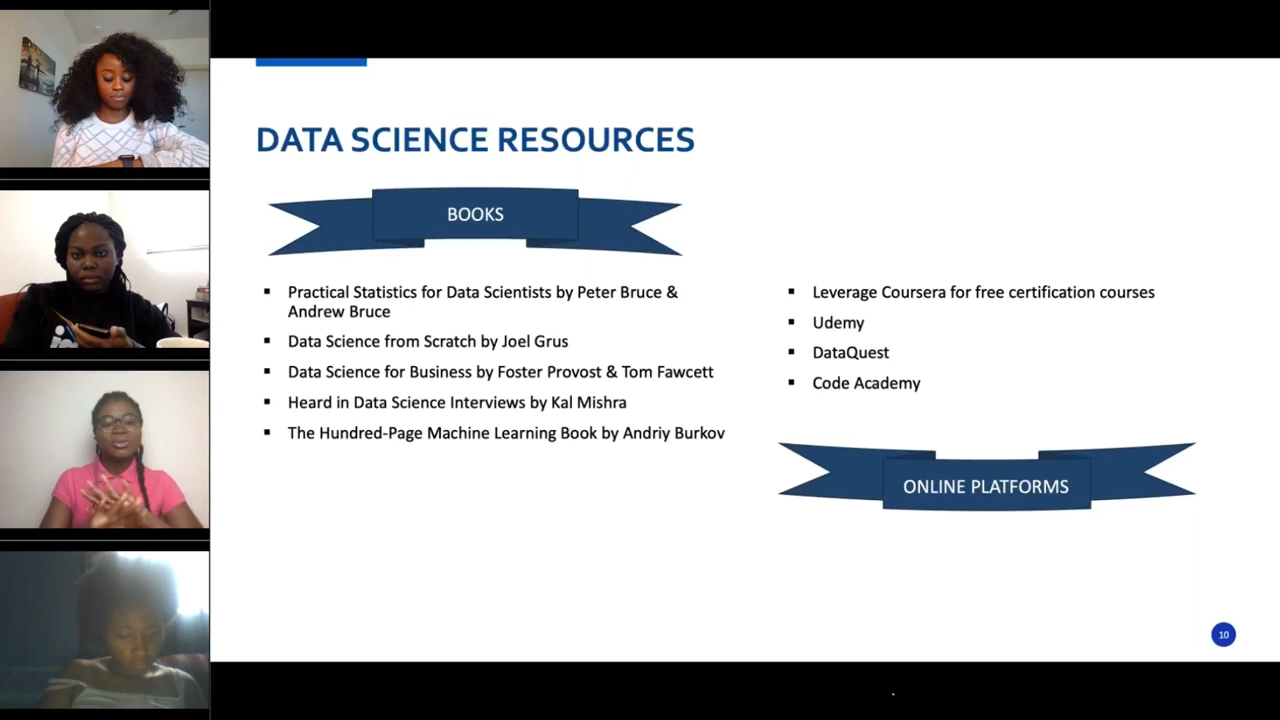 DATA SCIENCE RESOURCES
BOOKS
▪ Practical Statistics for Data Scientists by Peter Bruce &
Andrew Bruce
▪ Data Science from Scratch by Joel Grus
▪ Data Science for Business by Foster Provost & Tom Fawcett
▪ Heard in Data Science Interviews by Kal Mishra
▪ The Hundred-Page Machine Learning Book by Andriy Burkov
▪ Leverage Coursera for free certification courses
▪ Udemy
▪ DataQuest
▪ Code Academy
ONLINE PLATFORMS
10